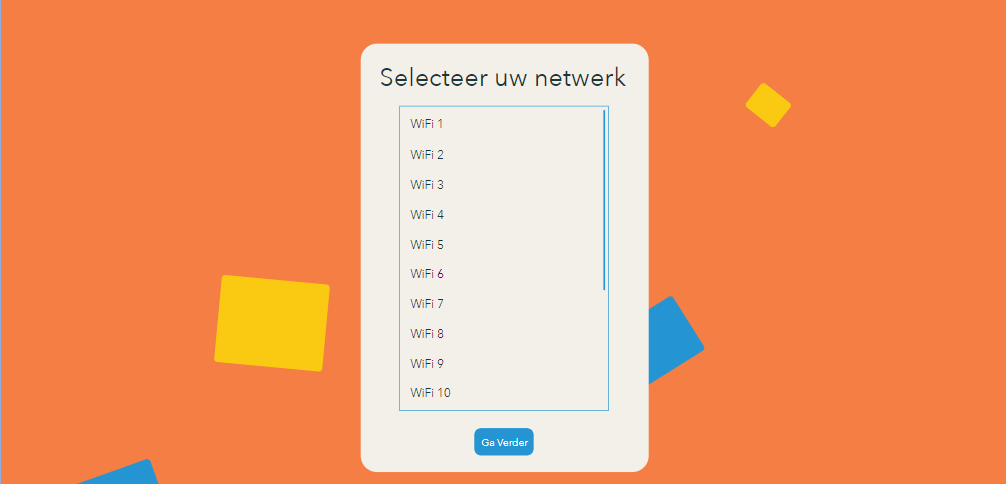 Selecteer uw netwerk
WiFi 1
WiFi 2
WiFi 3
WiFi 4
WiFi 5
WiFi 6
WiFi 7
WiFi 8
WiFi 9
WiFi 10
Ga Verder